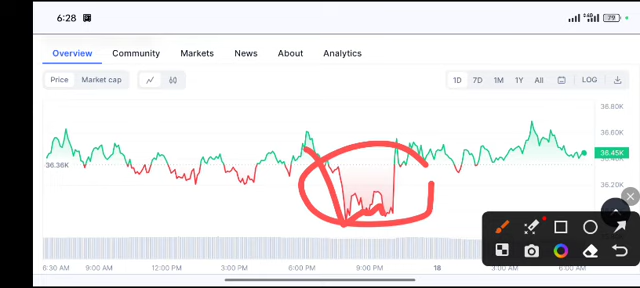 6:28 79
Overview Community Markets News About Analytics
Price Market cap 1D 7D 1M 1Y All LOG
36.80K
36.60K
36.36K
36.45K
36.20K
6:30 AM 9:00 AM 12:00 PM 3:00 PM 6:00 PM 9:00 PM 18 3:00 AM 6:00 AM